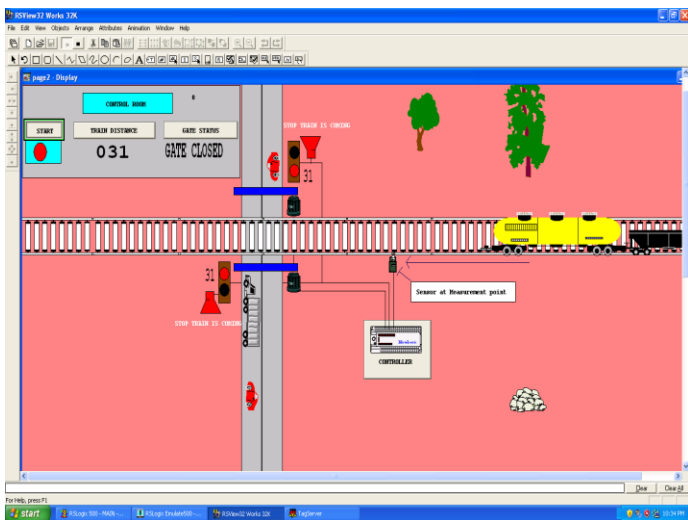 RSView32 Works 32K
File Edit View Objects Arrange Attributes Animation Window Help
page2 - Display
CONTROL ROOM
START TRAIN DISTANCE GATE STATUS
031 GATE CLOSED
STOP TRAIN IS COMING
31
31
STOP TRAIN IS COMING
Sensor at Measurement point
CONTROLLER
Clear Clear All
For Help, press F1
start RSLogix 500 - MAIN -... RSLogix Emulate500 -... RSView32 Works 32K TagServer 10:34 PM